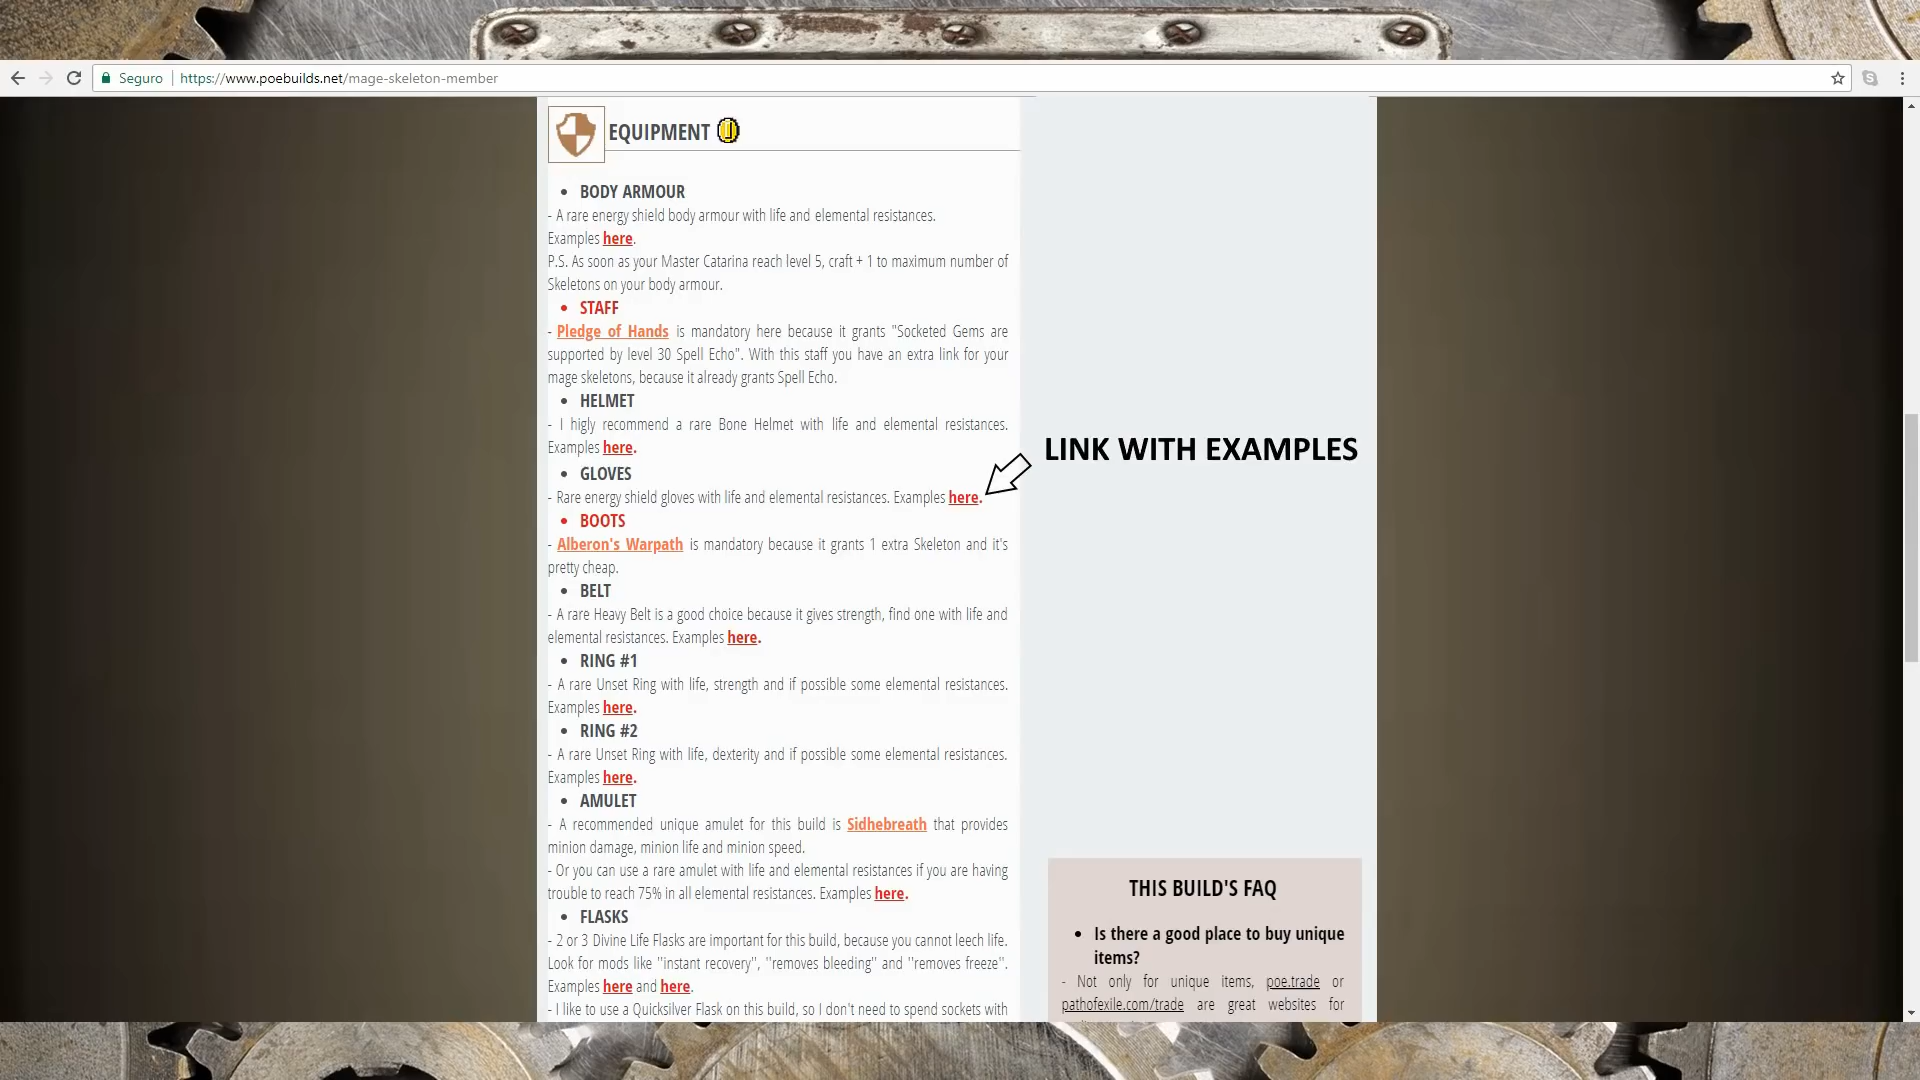 Seguro https://www.poebuilds.net/mage-skeleton-member
EQUIPMENT
• BODY ARMOUR
- A rare energy shield body armour with life and elemental resistances.
Examples here.
P.S. As soon as your Master Catarina reach level 5, craft + 1 to maximum number of
Skeletons on your body armour.
• STAFF
- Pledge of Hands is mandatory here because it grants "Socketed Gems are
supported by level 30 Spell Echo". With this staff you have an extra link for your
mage skeletons, because it already grants Spell Echo.
• HELMET
- I higly recommend a rare Bone Helmet with life and elemental resistances.
Examples here.
• GLOVES
- Rare energy shield gloves with life and elemental resistances. Examples here.
LINK WITH EXAMPLES
• BOOTS
- Alberon's Warpath is mandatory because it grants 1 extra Skeleton and it's
pretty cheap.
• BELT
- A rare Heavy Belt is a good choice because it gives strength, find one with life and
elemental resistances. Examples here.
• RING #1
- A rare Unset Ring with life, strength and if possible some elemental resistances.
Examples here.
• RING #2
- A rare Unset Ring with life, dexterity and if possible some elemental resistances.
Examples here.
• AMULET
- A recommended unique amulet for this build is Sidhebreath that provides
minion damage, minion life and minion speed.
- Or you can use a rare amulet with life and elemental resistances if you are having
trouble to reach 75% in all elemental resistances. Examples here.
• FLASKS
- 2 or 3 Divine Life Flasks are important for this build, because you cannot leech life.
Look for mods like "instant recovery", "removes bleeding" and "removes freeze".
Examples here and here.
- I like to use a Quicksilver Flask on this build, so I don't need to spend sockets with
THIS BUILD'S FAQ
• Is there a good place to buy unique
items?
- Not only for unique items, poe.trade or
pathofexile.com/trade are great websites for